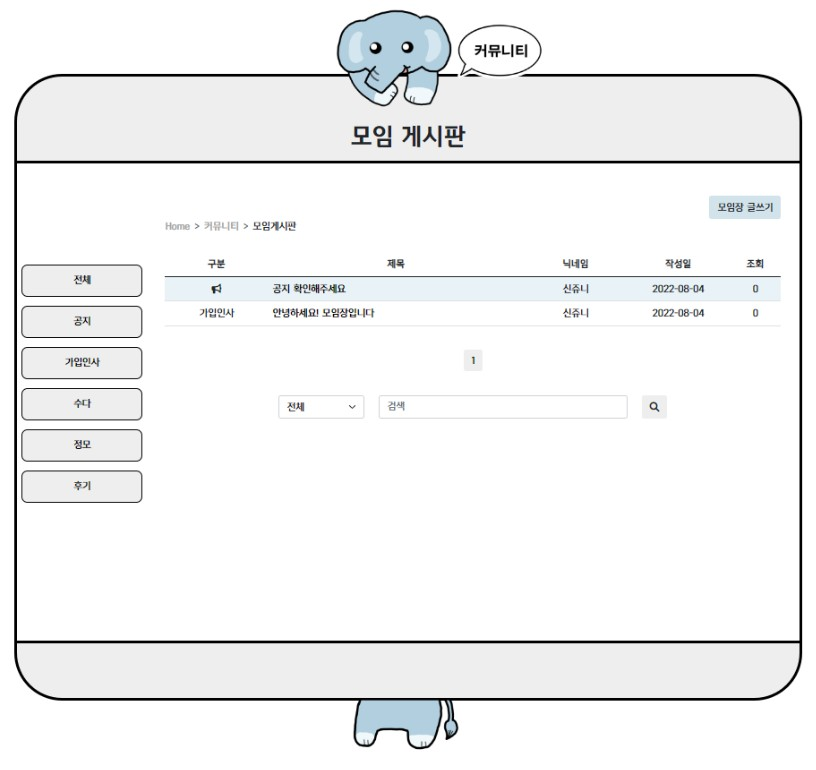 커뮤니티
모임 게시판
모임장 글쓰기
Home > 커뮤니티 > 모임게시판
구분 제목 닉네임 작성일 조회
공지 확인해주세요 신쥬니 2022-08-04 0
가입인사 안녕하세요! 모임장입니다 신쥬니 2022-08-04 0
전체
공지
가입인사
수다
정모
후기
1
전체 검색